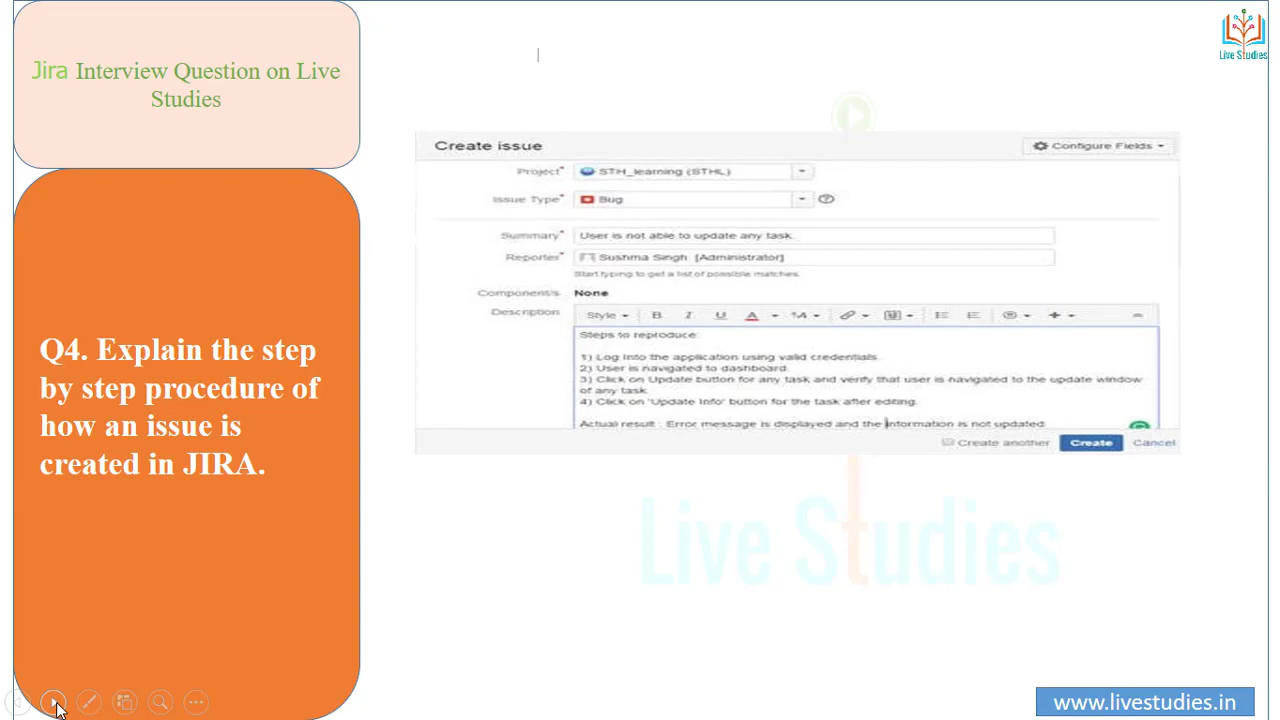 Jira Interview Question on Live
Studies
Q4. Explain the step
by step procedure of
how an issue is
created in JIRA.
Live Studies
Create issue
Configure Fields
Project* STH_learning (STHL)
Issue Type* Bug
Summary* User is not able to update any task.
Reporter* Sushma Singh [Administrator]
Start typing to get a list of possible matches.
Component/s None
Description Style B I U A
Steps to reproduce:
1) Log Into the application using valid credentials.
2) User is navigated to dashboard.
3) Click on Update button for any task and verify that user is navigated to the update window
of any task.
4) Click on 'Update Info' button for the task after editing.
Actual result : Error message is displayed and the information is not updated.
Create another Create Cancel
Live Studies
www.livestudies.in